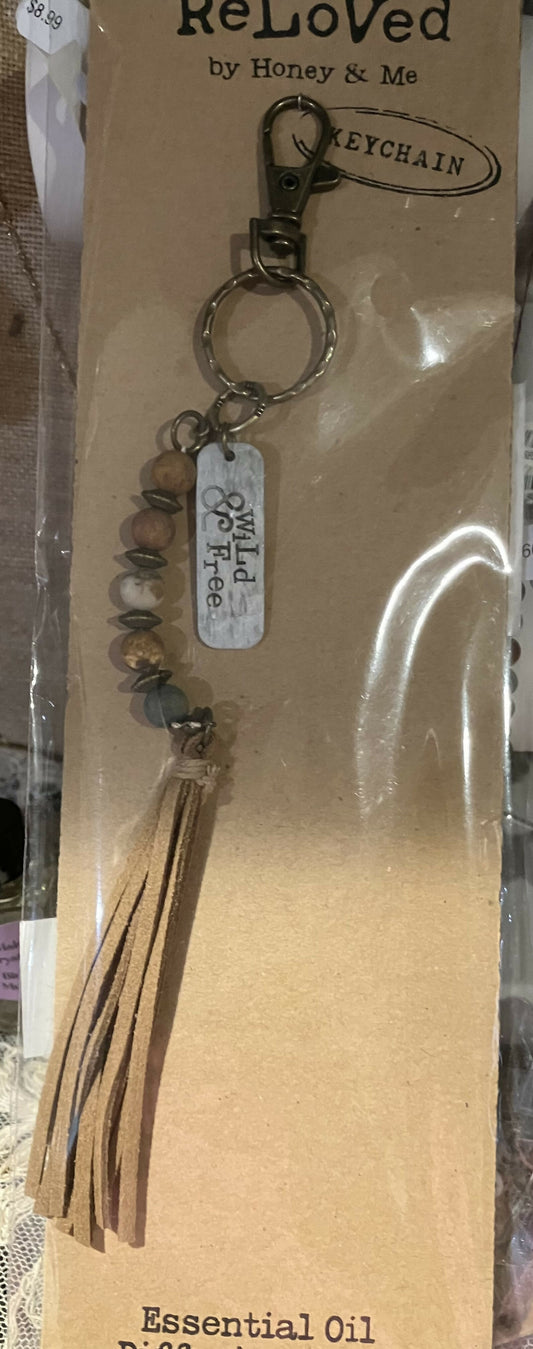 $8.99
ReLoVed
by Honey & Me
KEYCHAIN
WiLd
&
Free
Essential Oil